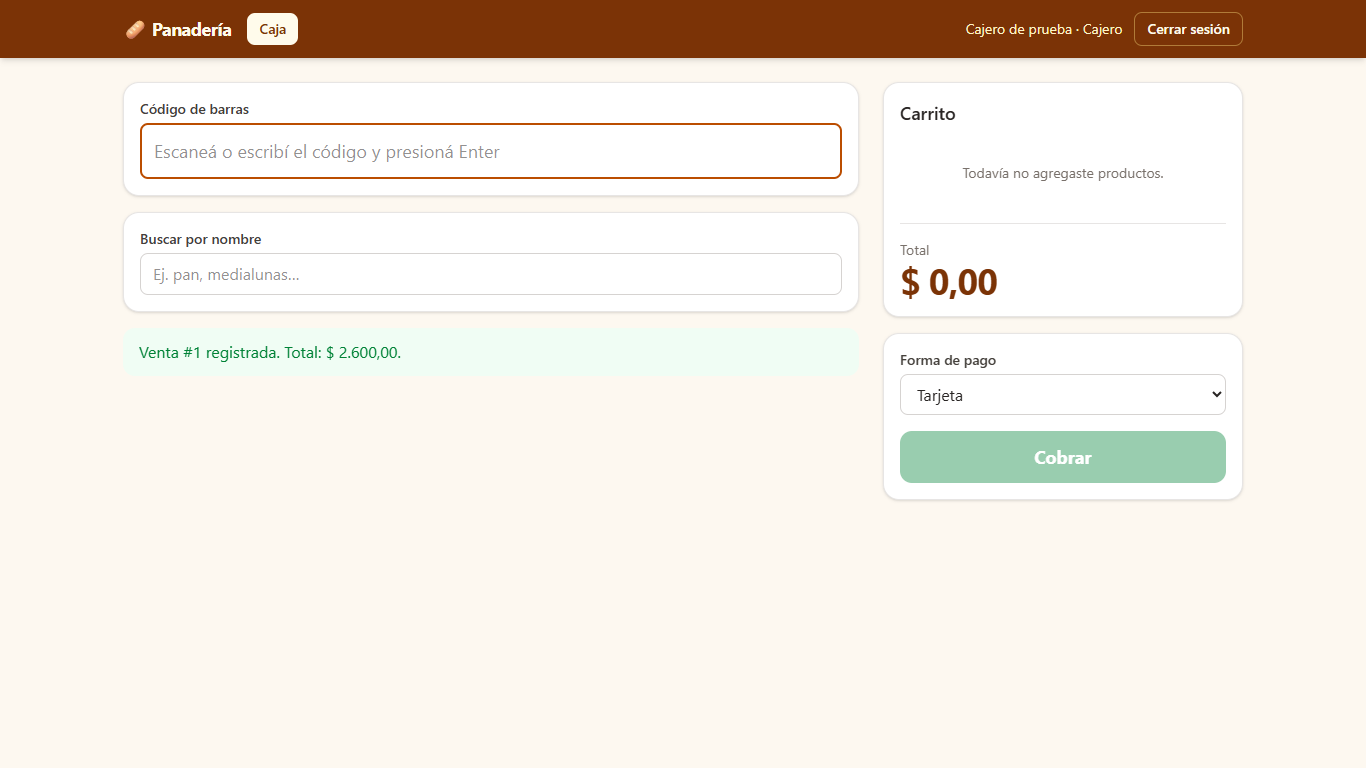 Panadería
Caja
Cajero de prueba · Cajero
Cerrar sesión
Código de barras
Escaneá o escribí el código y presioná Enter
Buscar por nombre
Ej. pan, medialunas...
Venta #1 registrada. Total: $ 2.600,00.
Carrito
Todavía no agregaste productos.
Total
$ 0,00
Forma de pago
Tarjeta
Cobrar